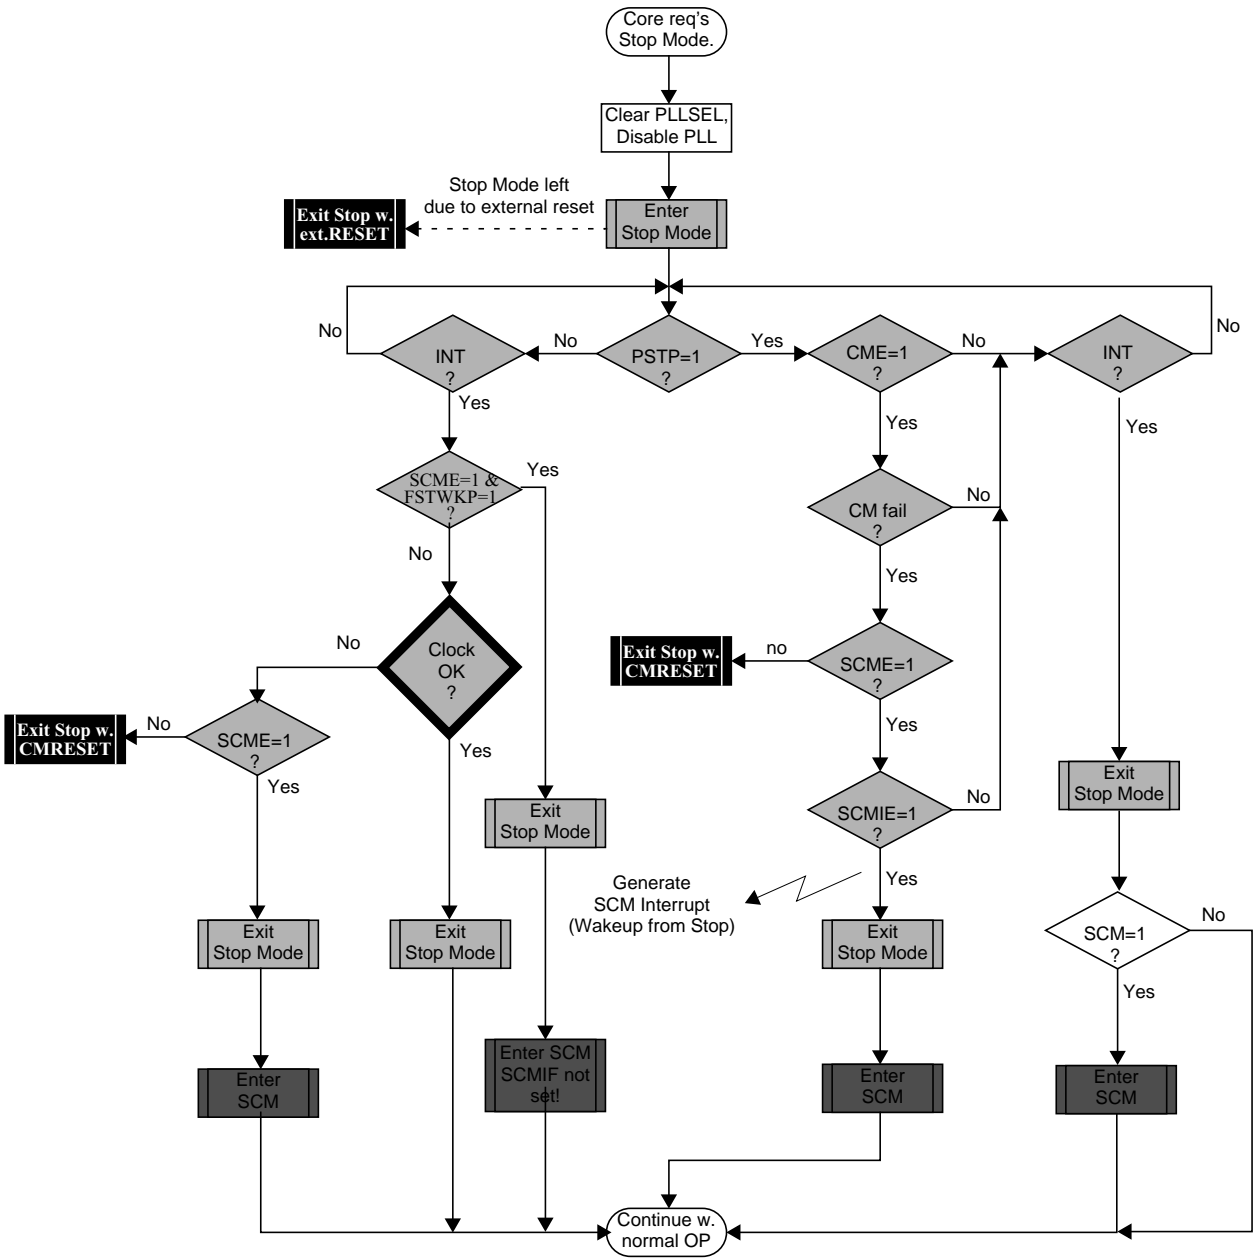 Core req's
Stop Mode.
Clear PLLSEL,
Disable PLL
Stop Mode left
due to external reset
Exit Stop w.
ext.RESET
Enter
Stop Mode
No
INT
?
No
PSTP=1
?
Yes
CME=1
?
No
INT
?
No
Yes
Yes
Yes
SCME=1 &
FSTWKP=1
?
Yes
CM fail
?
No
No
Yes
No
Clock
OK
?
Exit Stop w.
CMRESET
no
SCME=1
?
Exit Stop w.
CMRESET
No
SCME=1
?
Yes
Yes
Yes
Exit
Stop Mode
SCMIE=1
?
No
Exit
Stop Mode
Generate
SCM Interrupt
(Wakeup from Stop)
Yes
Exit
Stop Mode
Exit
Stop Mode
Exit
Stop Mode
SCM=1
?
No
Yes
Enter
SCM
Enter SCM
SCMIF not
set!
Enter
SCM
Enter
SCM
Continue w.
normal OP